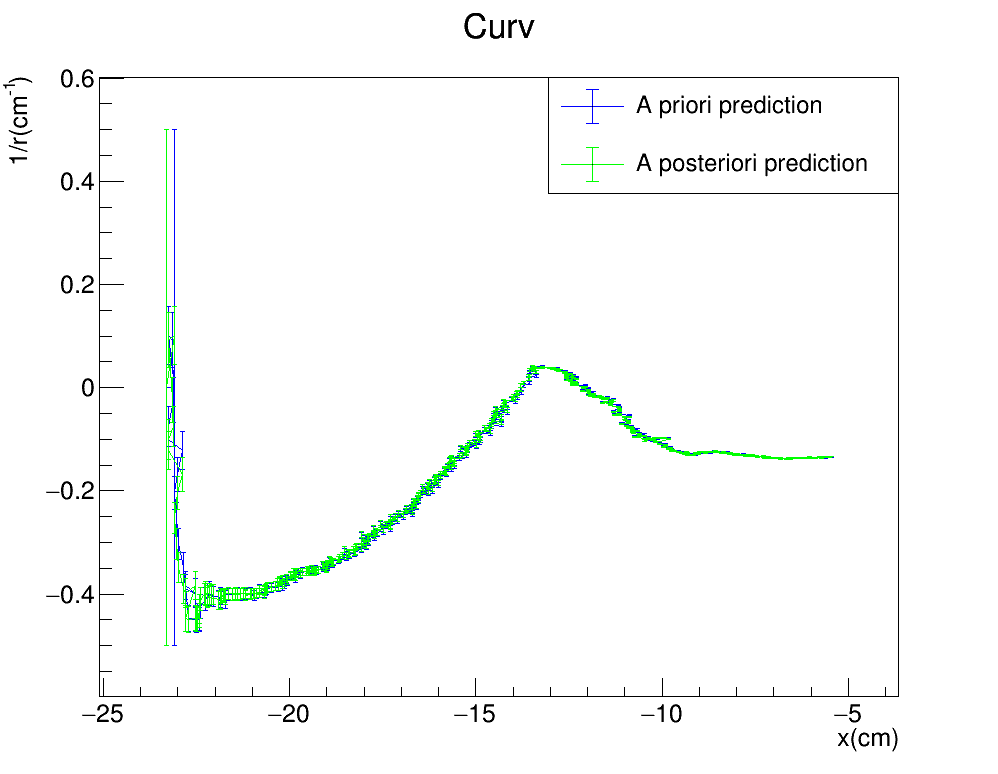 Curv
1/r(cm⁻¹)
A priori prediction
A posteriori prediction
0.6
0.4
0.2
0
−0.2
−0.4
−25 −20 −15 −10 −5
x(cm)